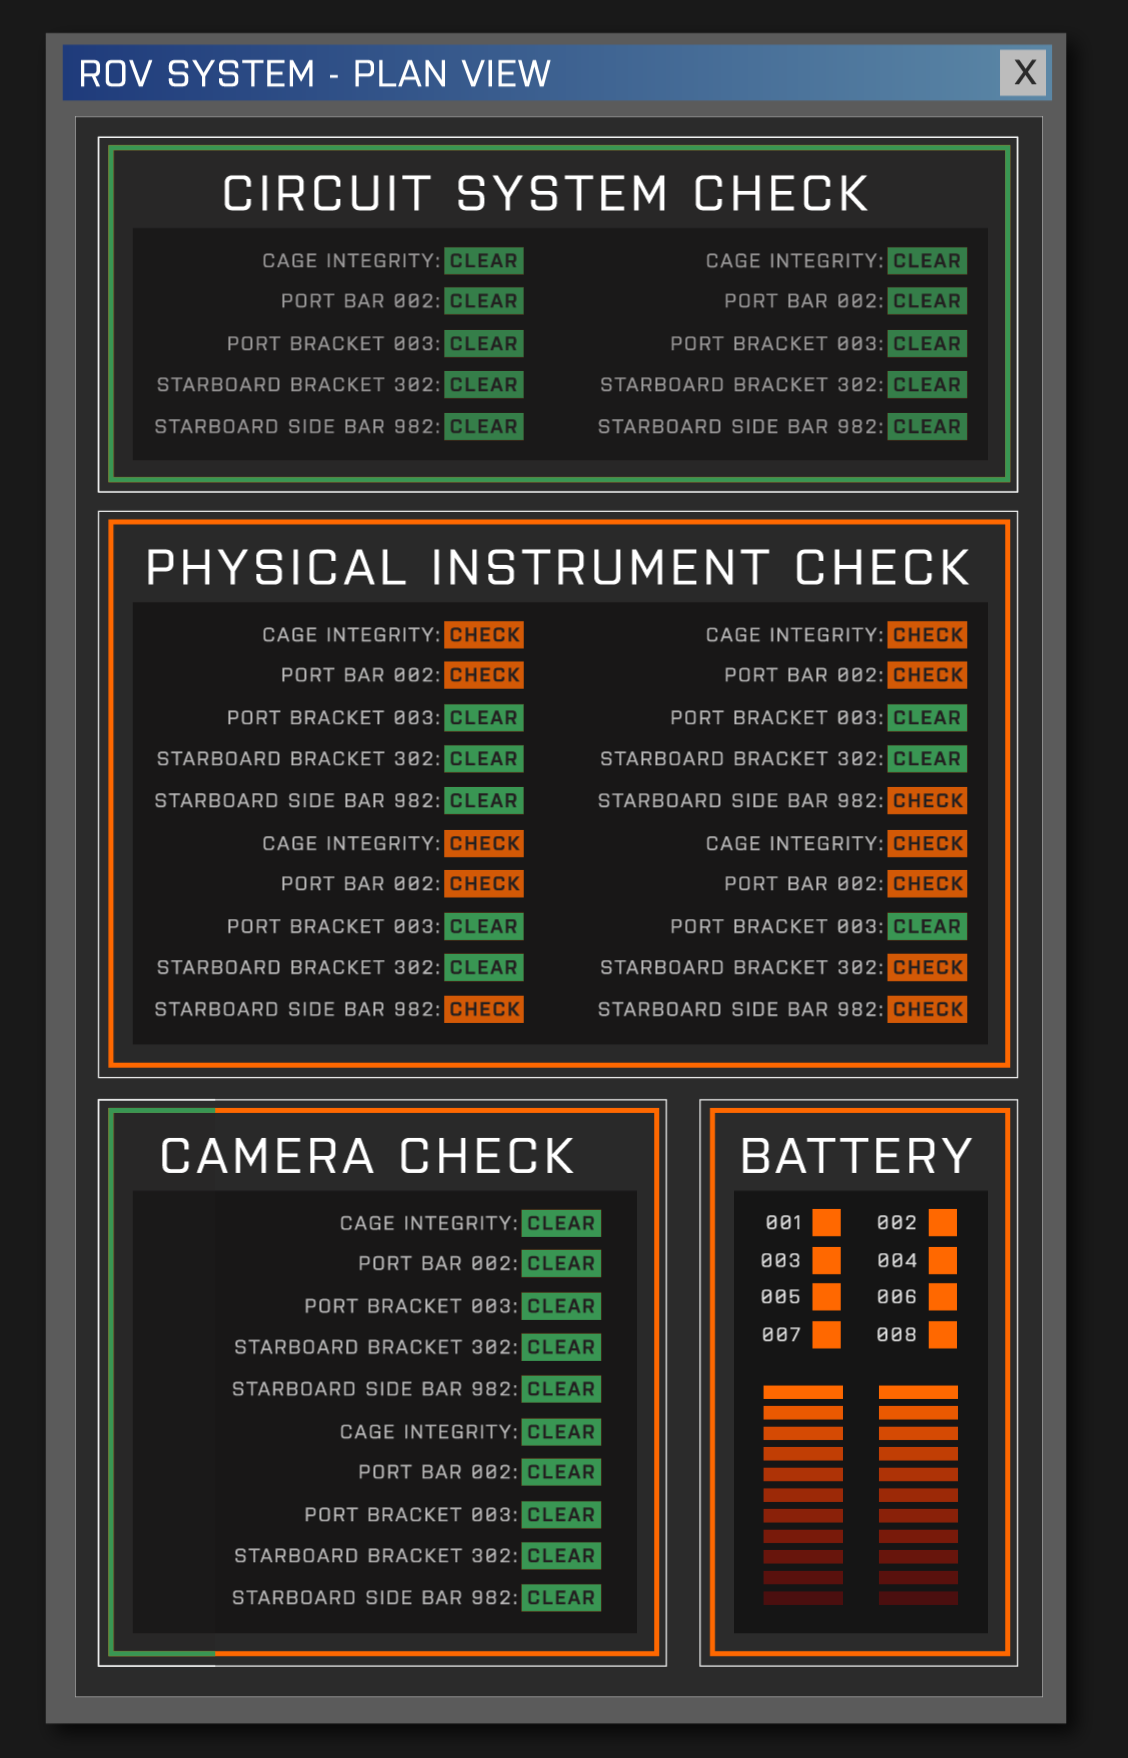 ROV SYSTEM - PLAN VIEW
X
CIRCUIT SYSTEM CHECK
CAGE INTEGRITY: CLEAR
PORT BAR 002: CLEAR
PORT BRACKET 003: CLEAR
STARBOARD BRACKET 302: CLEAR
STARBOARD SIDE BAR 982: CLEAR
CAGE INTEGRITY: CLEAR
PORT BAR 002: CLEAR
PORT BRACKET 003: CLEAR
STARBOARD BRACKET 302: CLEAR
STARBOARD SIDE BAR 982: CLEAR
PHYSICAL INSTRUMENT CHECK
CAGE INTEGRITY: CHECK
PORT BAR 002: CHECK
PORT BRACKET 003: CLEAR
STARBOARD BRACKET 302: CLEAR
STARBOARD SIDE BAR 982: CLEAR
CAGE INTEGRITY: CHECK
PORT BAR 002: CHECK
PORT BRACKET 003: CLEAR
STARBOARD BRACKET 302: CLEAR
STARBOARD SIDE BAR 982: CHECK
CAGE INTEGRITY: CHECK
PORT BAR 002: CHECK
PORT BRACKET 003: CLEAR
STARBOARD BRACKET 302: CLEAR
STARBOARD SIDE BAR 982: CHECK
CAGE INTEGRITY: CHECK
PORT BAR 002: CHECK
PORT BRACKET 003: CLEAR
STARBOARD BRACKET 302: CHECK
STARBOARD SIDE BAR 982: CHECK
CAMERA CHECK
CAGE INTEGRITY: CLEAR
PORT BAR 002: CLEAR
PORT BRACKET 003: CLEAR
STARBOARD BRACKET 302: CLEAR
STARBOARD SIDE BAR 982: CLEAR
CAGE INTEGRITY: CLEAR
PORT BAR 002: CLEAR
PORT BRACKET 003: CLEAR
STARBOARD BRACKET 302: CLEAR
STARBOARD SIDE BAR 982: CLEAR
BATTERY
001 002
003 004
005 006
007 008